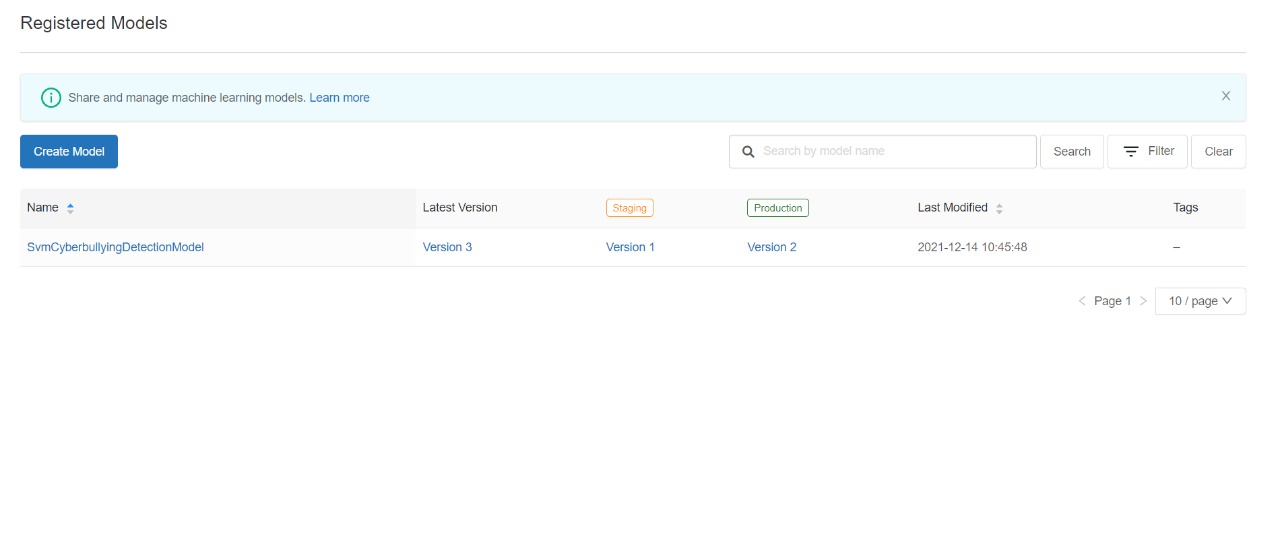 Registered Models
Share and manage machine learning models. Learn more
Create Model
Search by model name
Search
Filter
Clear
Name Latest Version Staging Production Last Modified Tags
SvmCyberbullyingDetectionModel Version 3 Version 1 Version 2 2021-12-14 10:45:48 –
Page 1
10 / page